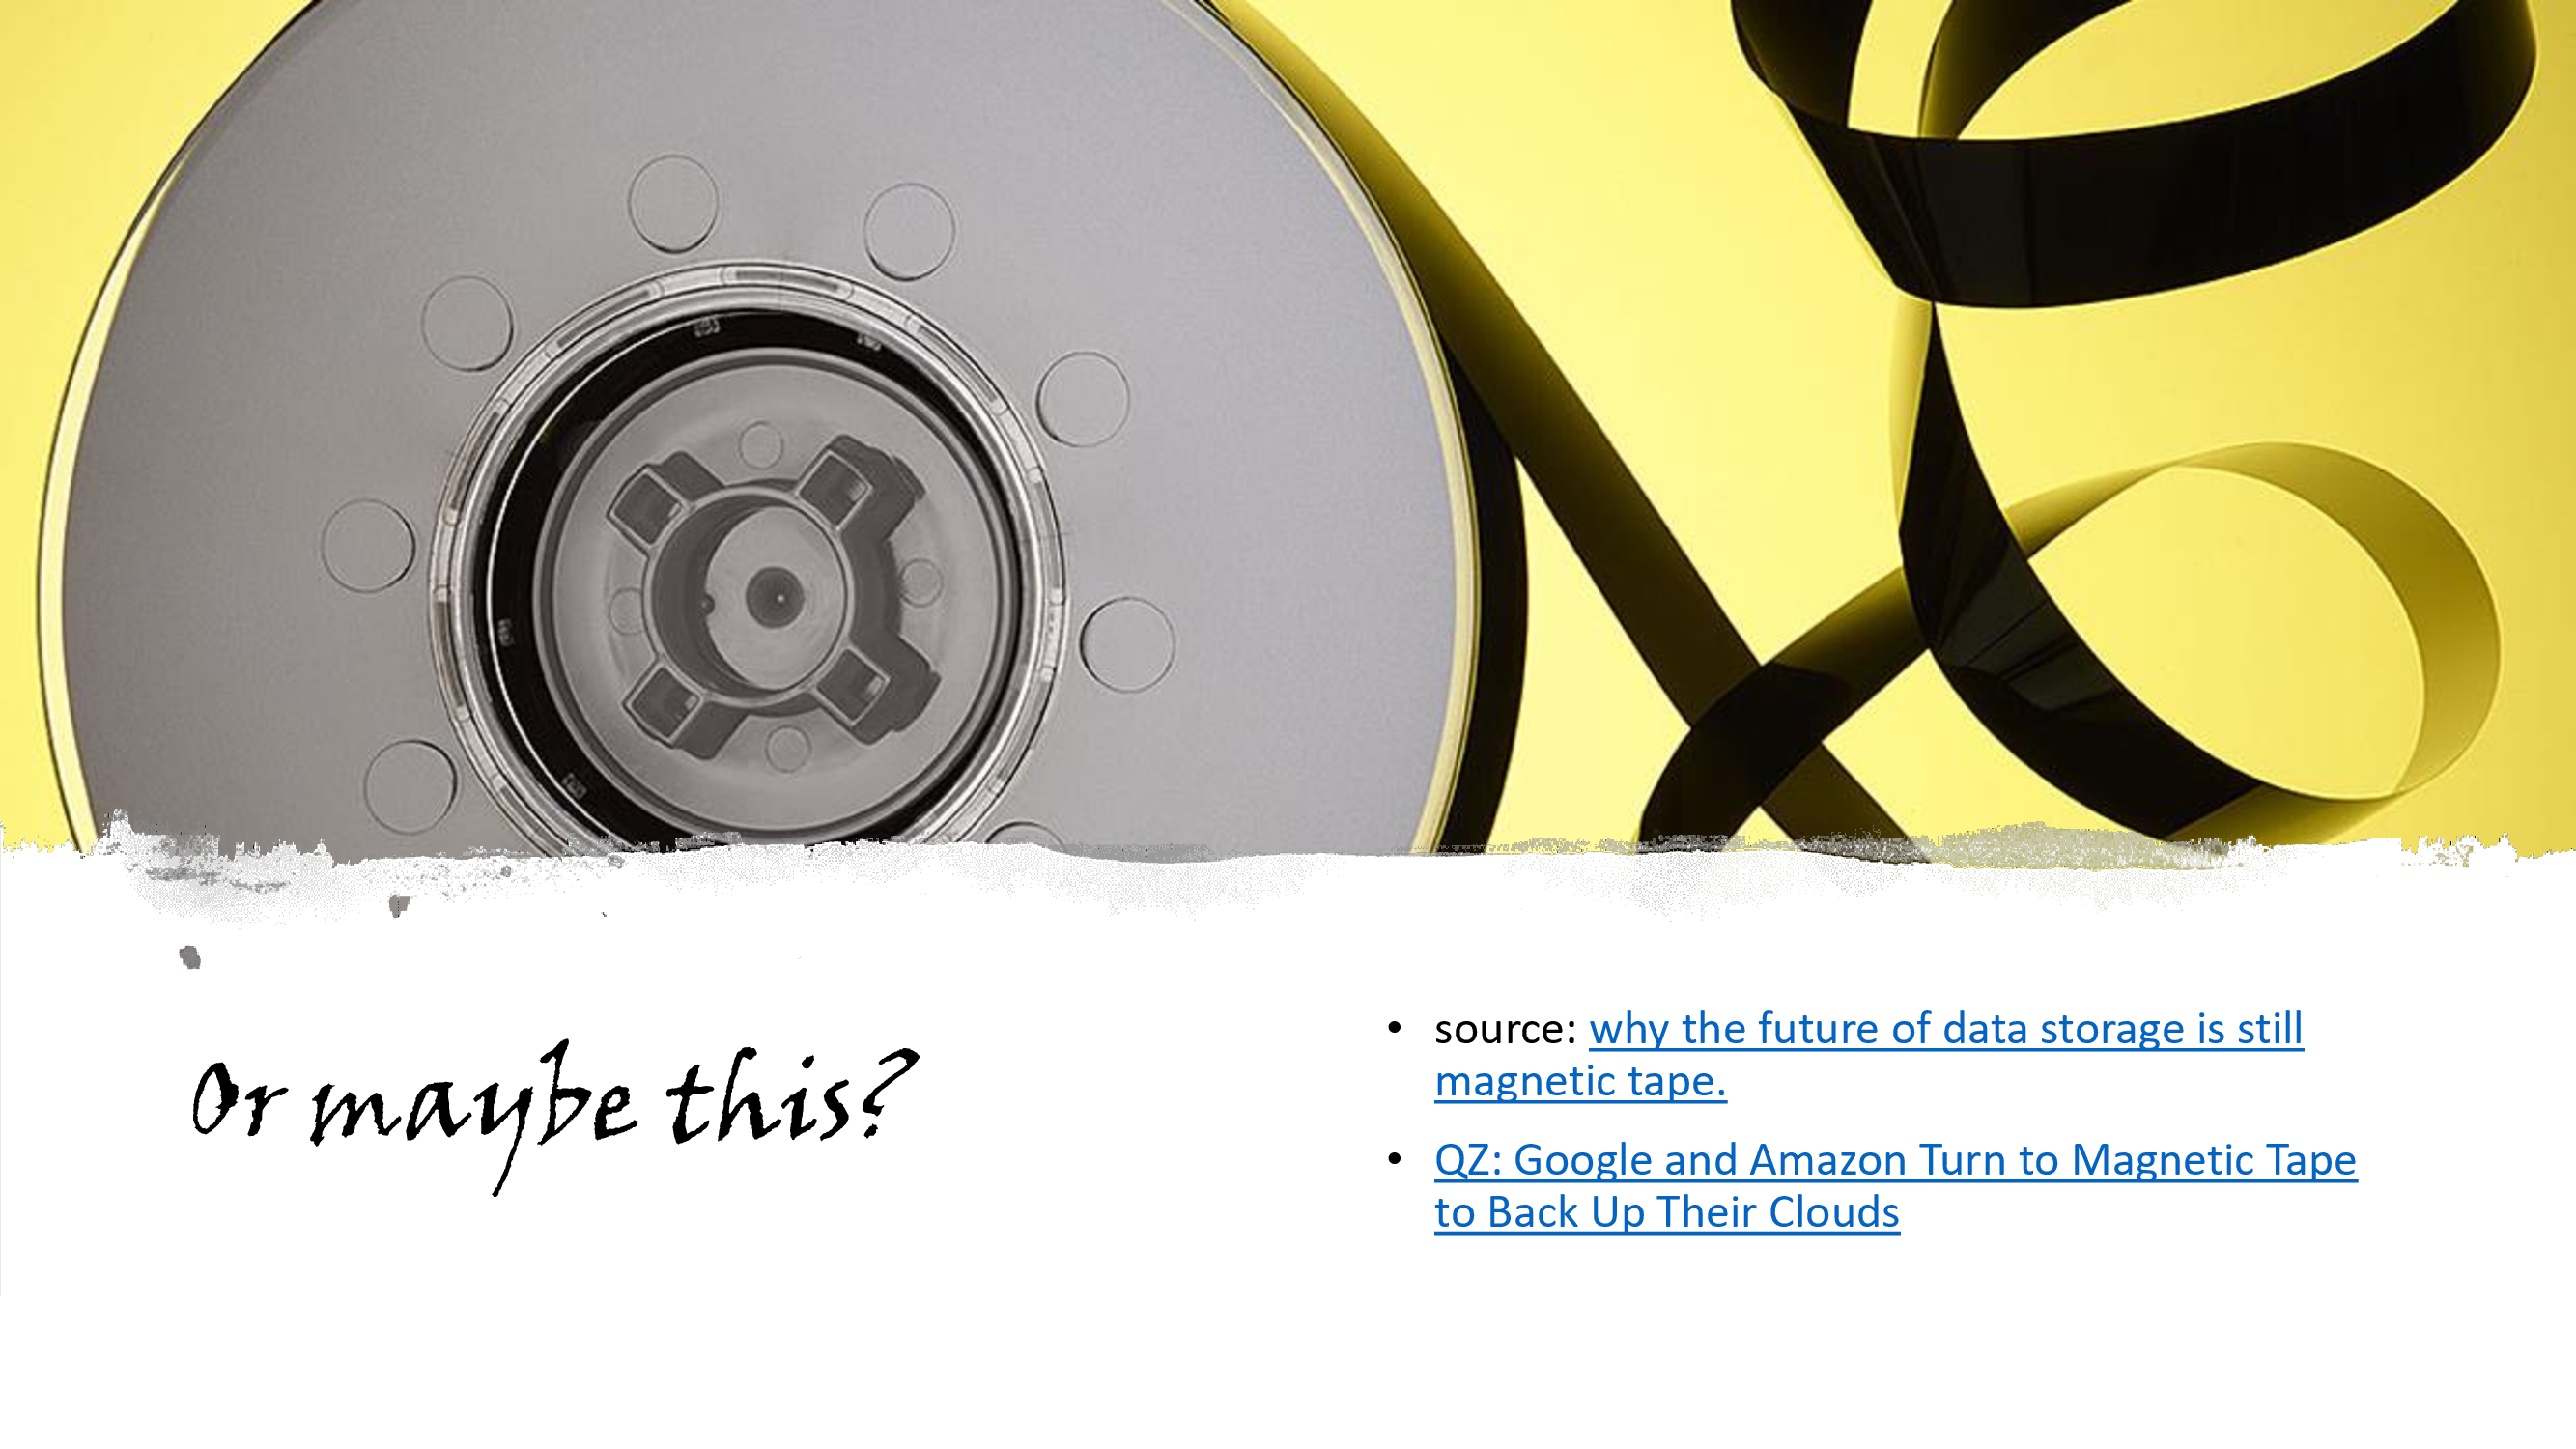 Or maybe this?
• source: why the future of data storage is still
magnetic tape.
• QZ: Google and Amazon Turn to Magnetic Tape
to Back Up Their Clouds